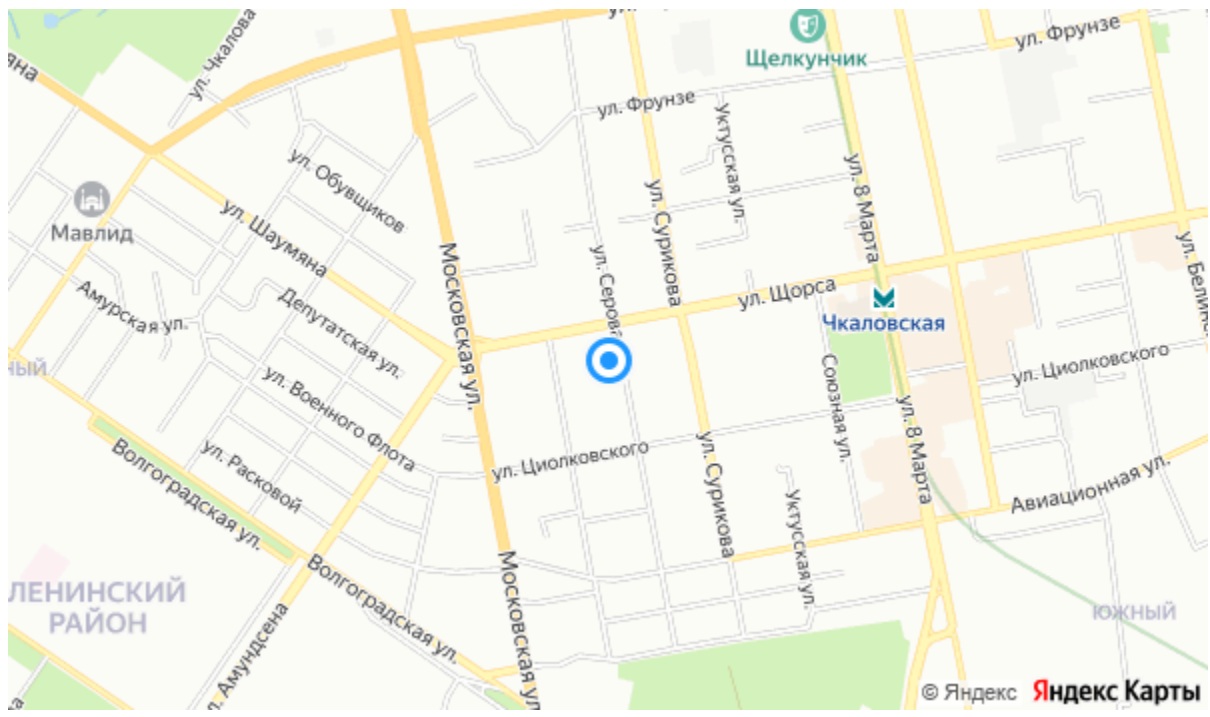 ул. Чкалова
Щелкунчик
ул. Фрунзе
ул. Фрунзе
Уктусская ул.
ул. Обувщиков
ул. 8 Марта
ул. Сурикова
Мавлид
ул. Шаумяна
Московская ул.
ул. Серова
ул. Щорса
Амурская ул.
Депутатская ул.
Чкаловская
ул. Циолковского
Союзная ул.
ул. Военного Флота
ул. 8 Марта
ул. Расковой
ул. Циолковского
ул. Сурикова
Авиационная ул.
Волгоградская ул.
Уктусская ул.
ЛЕНИНСКИЙ
РАЙОН
Волгоградская ул.
Московская ул.
ЮЖНЫЙ
Амундсена
© Яндекс Яндекс Карты